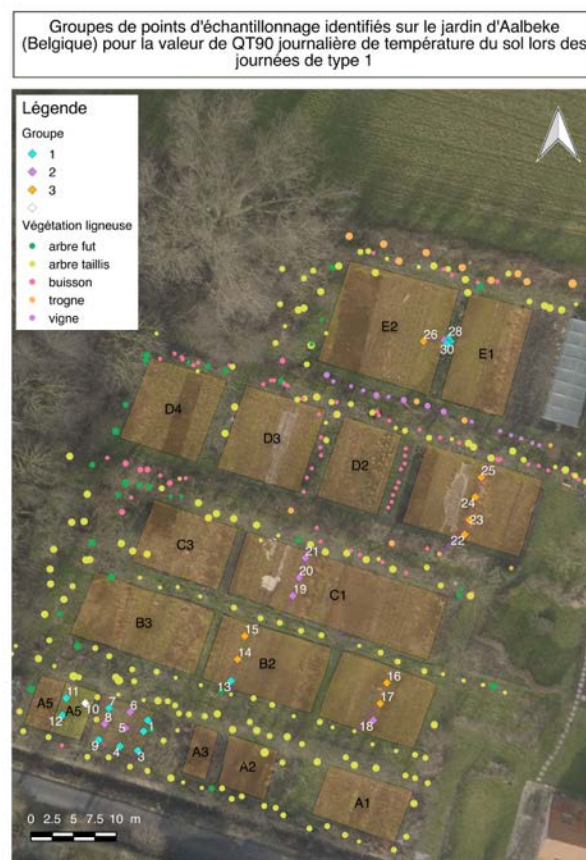 Groupes de points d'échantillonnage identifiés sur le jardin d'Aalbeke
(Belgique) pour la valeur de QT90 journalière de température du sol lors des
journées de type 1
Légende
Groupe
1
2
3
Végétation ligneuse
arbre fut
arbre taillis
buisson
trogne
vigne
E2
26
28
30
E1
D4
D3
D2
25
24
23
22
C3
21
20
19
C1
B3
15
14
13
B2
16
17
18
11
A5
A5
10
12
7
6
8
5
9
4
3
A3
A2
A1
0 2.5 5 7.5 10 m